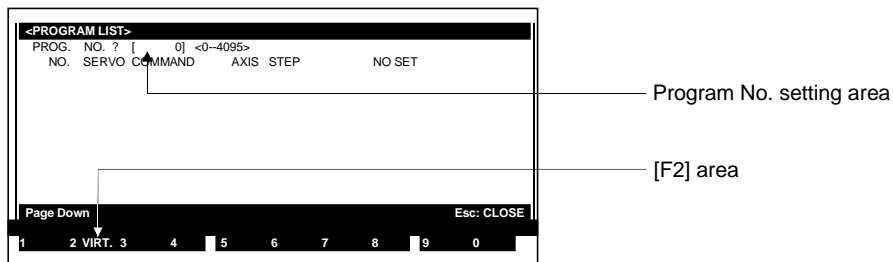 <PROGRAM LIST>
PROG. NO. ? [ 0] <0--4095>
NO. SERVO COMMAND AXIS STEP NO SET
Program No. setting area
[F2] area
Page Down Esc: CLOSE
1 2 VIRT. 3 4 5 6 7 8 9 0